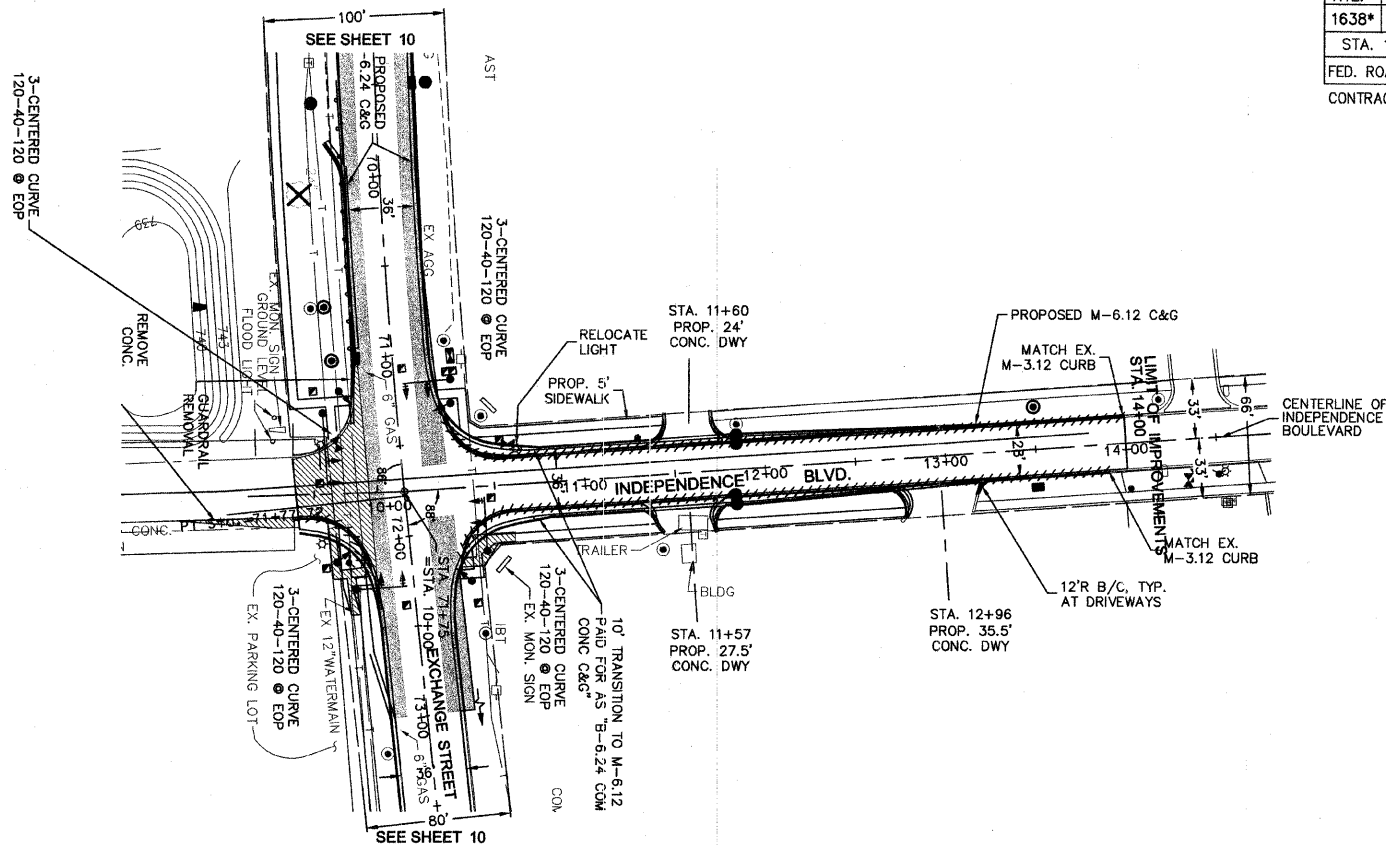 1638*
STA. 1
FED. RO
CONTRAC
100'
SEE SHEET 10
3-CENTERED CURVE
120-40-120 @ EOP
PROPOSED
-6.24 C&G
AST
70+00
36'
EX AGG
3-CENTERED CURVE
120-40-120 @ EOP
739
743
REMOVE
CONC.
EX. MON. SIGN
GROUND LEVEL
FLOOD LIGHT
GUARDRAIL
REMOVAL
71+00
6" GAS
RELOCATE
LIGHT
PROP. 5'
SIDEWALK
STA. 11+60
PROP. 24'
CONC. DWY
PROPOSED M-6.12 C&G
MATCH EX.
M-3.12 CURB
LIMIT OF IMPROVEMENTS
STA. 14+00
33'
66'
33'
CENTERLINE OF
INDEPENDENCE
BOULEVARD
28'
36'
11+00
INDEPENDENCE
12+00
BLVD.
13+00
14+00
10+00
88°
72+00
CONC.
TRAILER
BLDG
STA. 11+57
PROP. 27.5'
CONC. DWY
STA. 12+96
PROP. 35.5'
CONC. DWY
12'R B/C, TYP.
AT DRIVEWAYS
MATCH EX.
M-3.12 CURB
STA. 71+75
=STA. 10+00
EXCHANGE STREET
IBT
3-CENTERED CURVE
120-40-120 @ EOP
EX. MON. SIGN
10' TRANSITION TO M-6.12
PAID FOR AS "B-6.24 COM
CONC C&G"
3-CENTERED CURVE
120-40-120 @ EOP
EX 12"WATERMAIN
EX. PARKING LOT
73+00
6" GAS
COM
80'
SEE SHEET 10